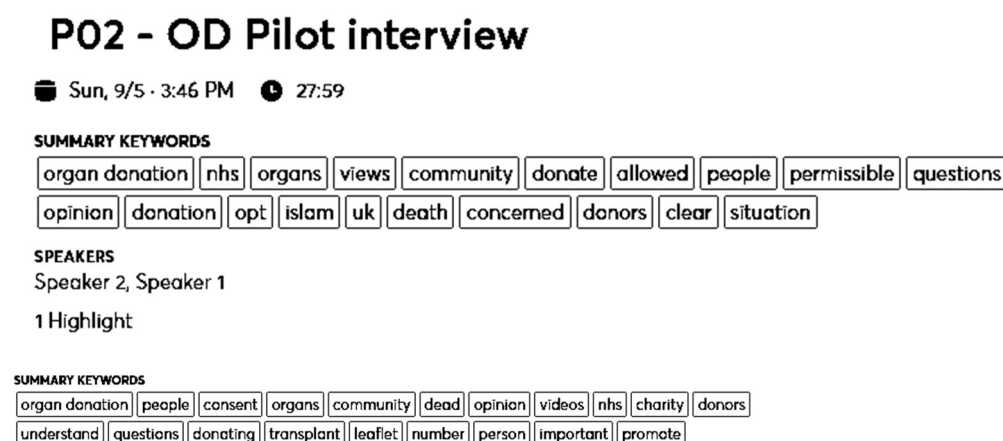 P02 - OD Pilot interview
Sun, 9/5 · 3:46 PM 27:59
SUMMARY KEYWORDS
organ donation nhs organs views community donate allowed people permissible questions
opinion donation opt islam uk death concerned donors clear situation
SPEAKERS
Speaker 2, Speaker 1
1 Highlight
SUMMARY KEYWORDS
organ donation people consent organs community dead opinion videos nhs charity donors
understand questions donating transplant leaflet number person important promote